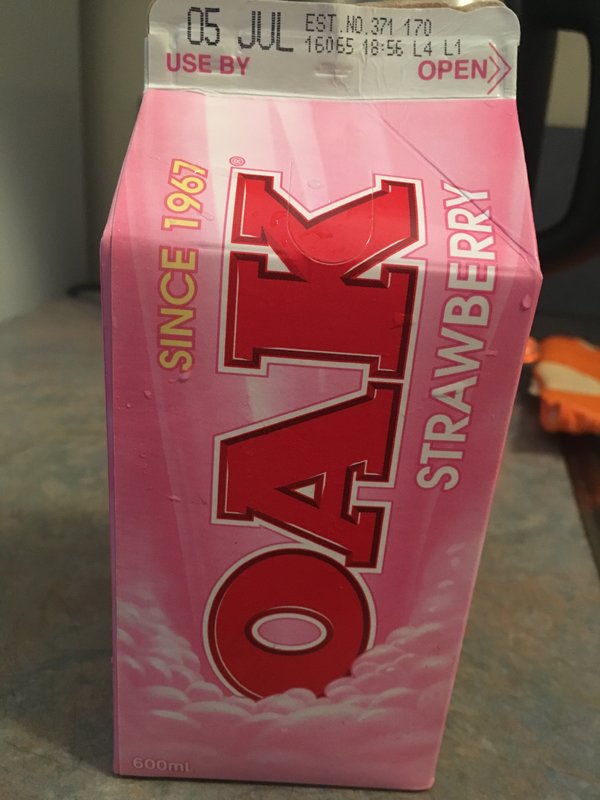 05 JUL
EST.NO.371 170
16065 18:56 L4 L1
USE BY
OPEN
SINCE 1967
OAK®
STRAWBERRY
600mL